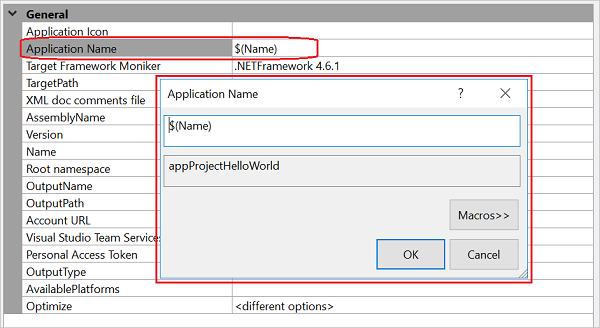 General
Application Icon
Application Name $(Name)
Target Framework Moniker .NETFramework 4.6.1
TargetPath
XML doc comments file
AssemblyName
Version
Name
Root namespace
OutputName
OutputPath
Account URL
Visual Studio Team Services
Personal Access Token
OutputType
AvailablePlatforms
Optimize <different options>
Application Name ?
$(Name)
appProjectHelloWorld
Macros>>
OK Cancel